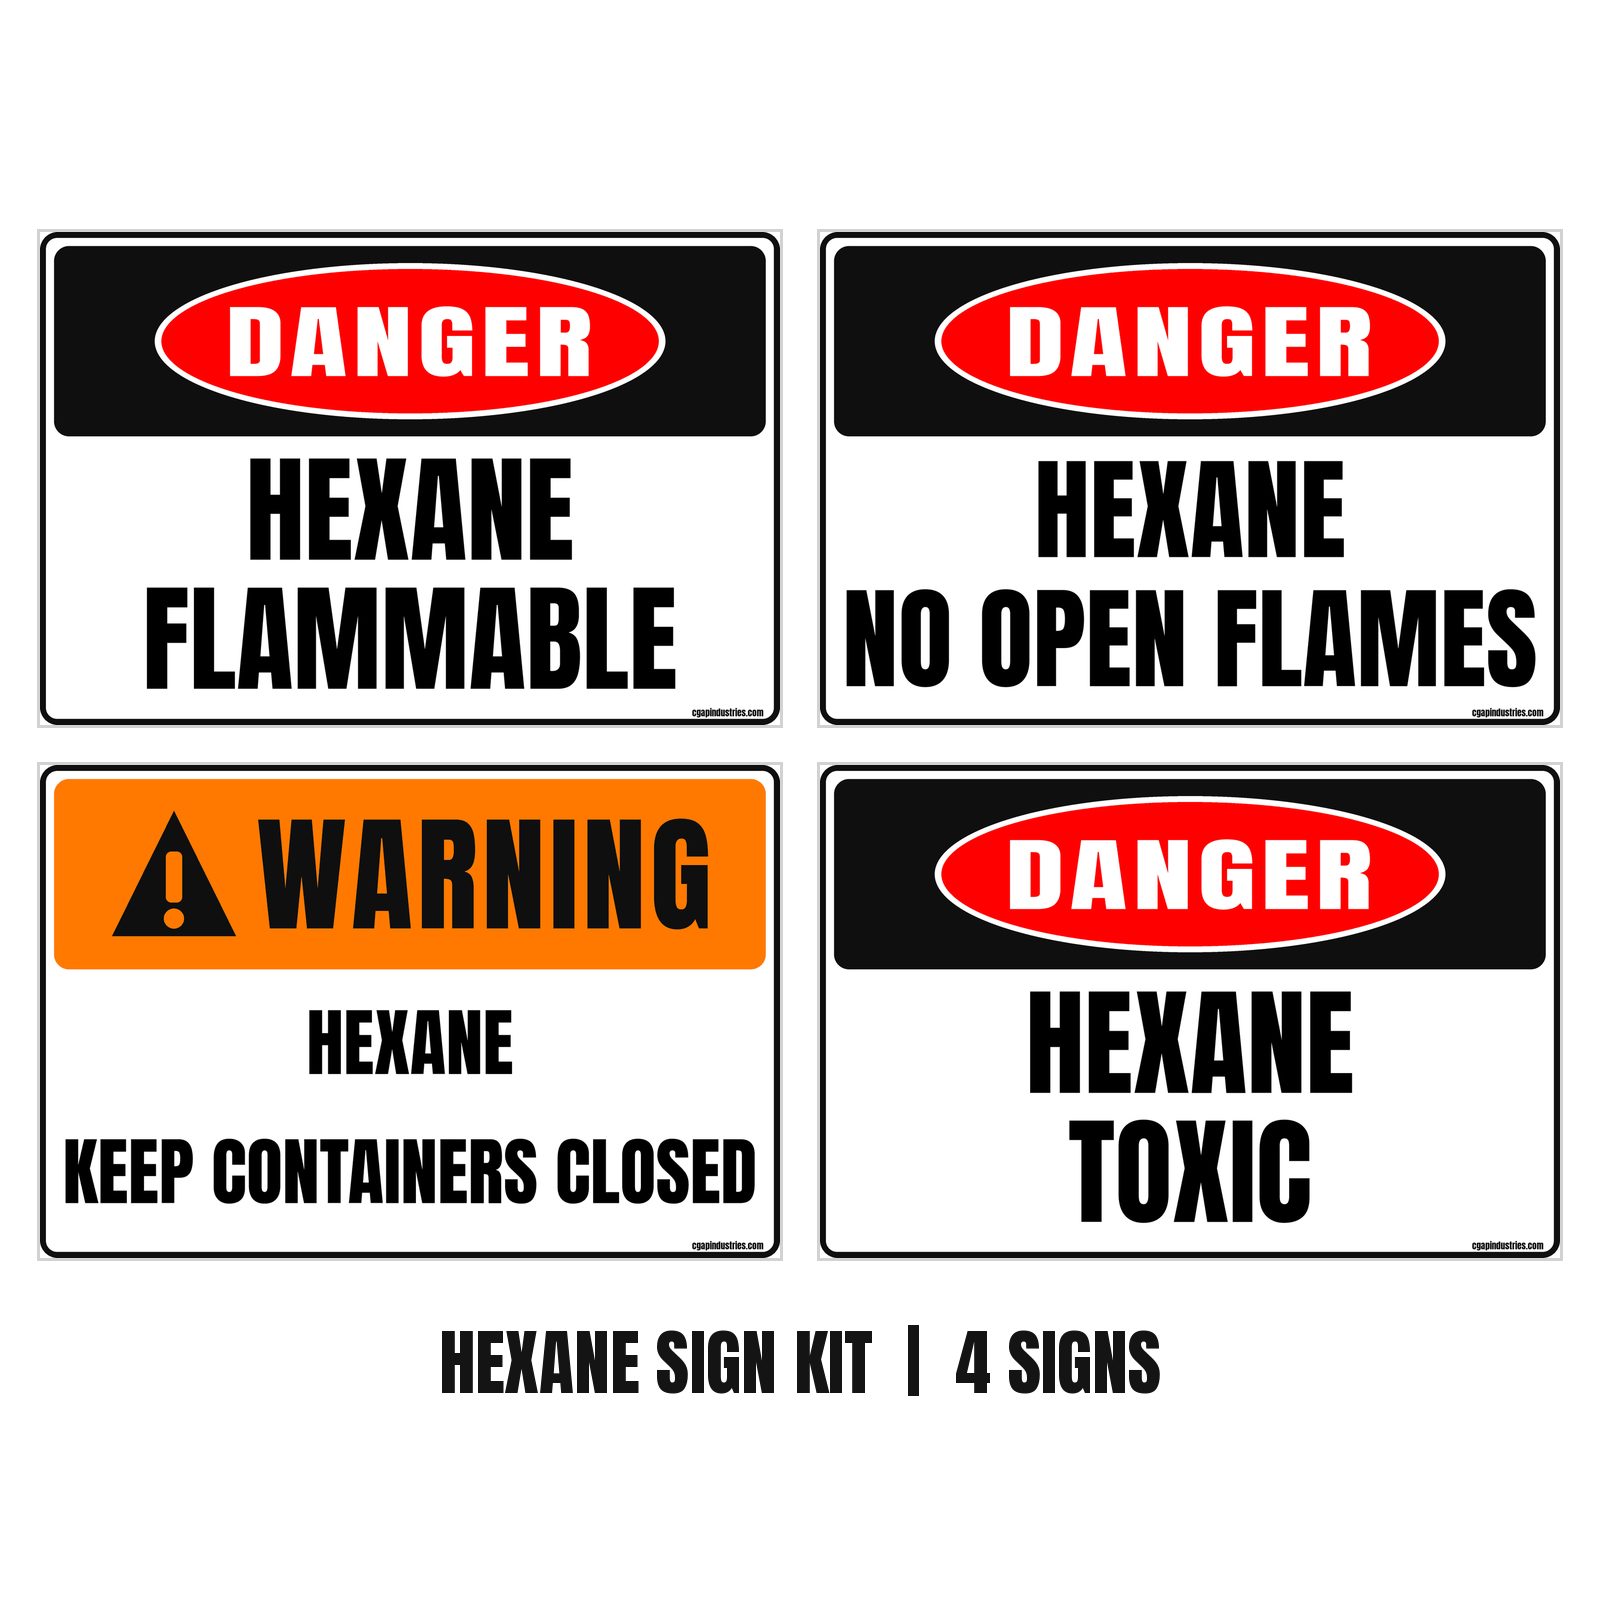 DANGER
HEXANE
FLAMMABLE
cgapindustries.com
DANGER
HEXANE
NO OPEN FLAMES
cgapindustries.com
WARNING
HEXANE
KEEP CONTAINERS CLOSED
cgapindustries.com
DANGER
HEXANE
TOXIC
cgapindustries.com
HEXANE SIGN KIT | 4 SIGNS